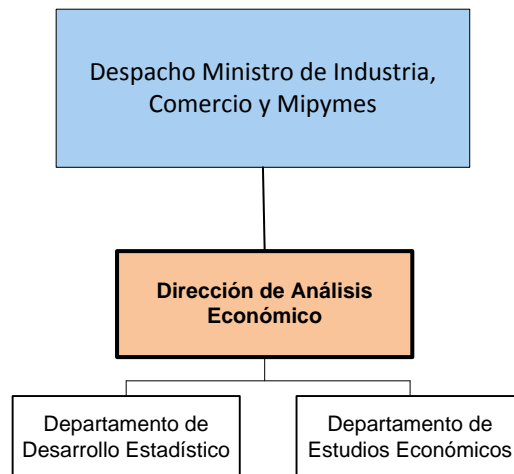 Despacho Ministro de Industria,
Comercio y Mipymes
Dirección de Análisis
Económico
Departamento de
Desarrollo Estadístico
Departamento de
Estudios Económicos